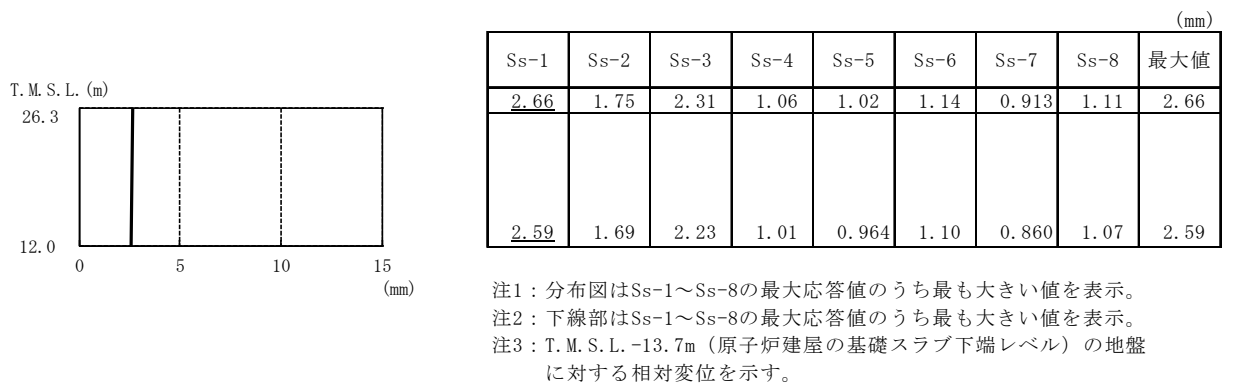 (mm)
Ss-1 Ss-2 Ss-3 Ss-4 Ss-5 Ss-6 Ss-7 Ss-8 最大値
2.66 1.75 2.31 1.06 1.02 1.14 0.913 1.11 2.66
2.59 1.69 2.23 1.01 0.964 1.10 0.860 1.07 2.59
T.M.S.L.(m)
26.3
12.0
0 5 10 15
(mm)
注1：分布図はSs-1～Ss-8の最大応答値のうち最も大きい値を表示。
注2：下線部はSs-1～Ss-8の最大応答値のうち最も大きい値を表示。
注3：T.M.S.L.-13.7m（原子炉建屋の基礎スラブ下端レベル）の地盤
に対する相対変位を示す。